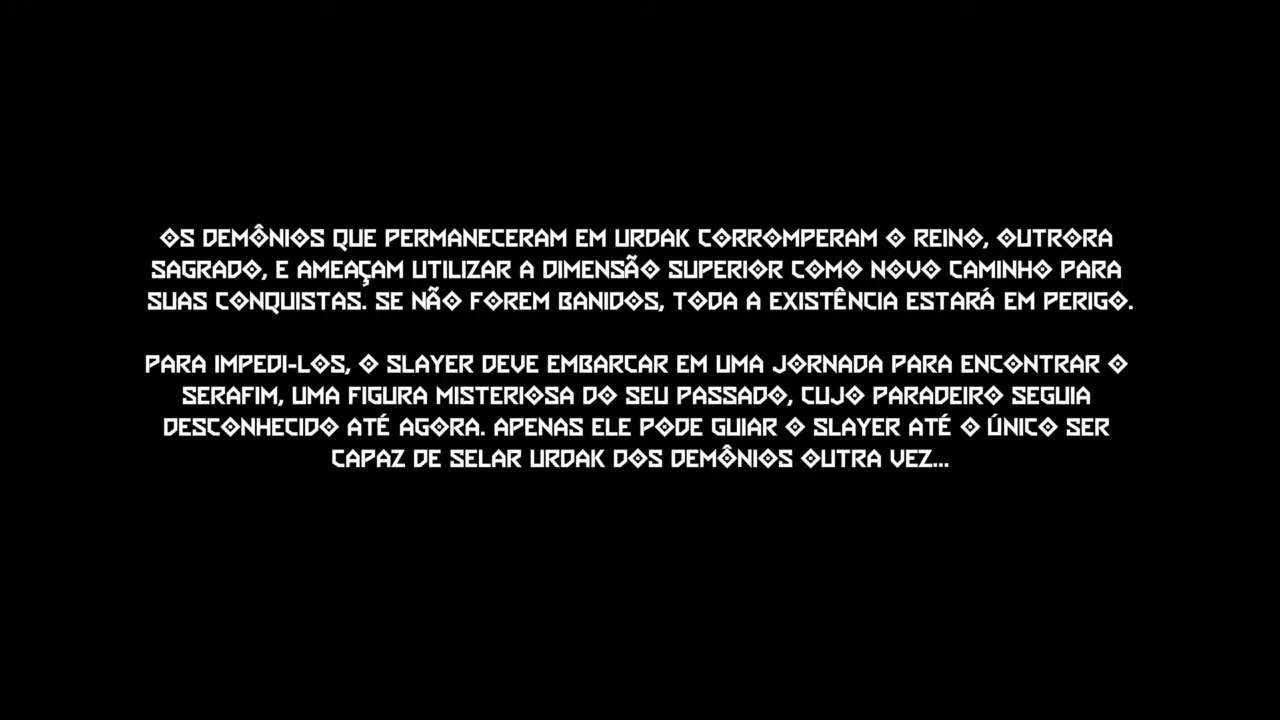 OS DEMÔNIOS QUE PERMANECERAM EM URDAK CORROMPERAM O REINO, OUTRORA
SAGRADO, E AMEAÇAM UTILIZAR A DIMENSÃO SUPERIOR COMO NOVO CAMINHO PARA
SUAS CONQUISTAS. SE NÃO FOREM BANIDOS, TODA A EXISTÊNCIA ESTARÁ EM PERIGO.
PARA IMPEDI-LOS, O SLAYER DEVE EMBARCAR EM UMA JORNADA PARA ENCONTRAR O
SERAFIM, UMA FIGURA MISTERIOSA DO SEU PASSADO, CUJO PARADEIRO SEGUIA
DESCONHECIDO ATÉ AGORA. APENAS ELE PODE GUIAR O SLAYER ATÉ O ÚNICO SER
CAPAZ DE SELAR URDAK DOS DEMÔNIOS OUTRA VEZ...